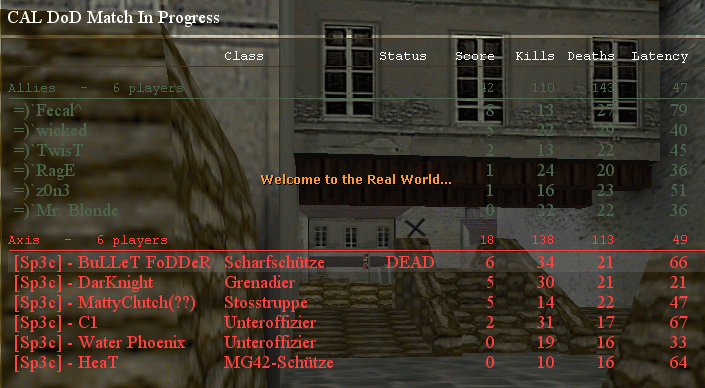 CAL DoD Match In Progress
Class Status Score Kills Deaths Latency
Allies - 6 players 42 110 143 47
=)`Fecal^ 8 13 27 79
=)`wicked 5 22 29 40
=)`TwisT 2 13 22 45
=)`RagE 1 24 20 36
Welcome to the Real World...
=)`z0n3 1 16 23 51
=)`Mr. Blonde 0 22 22 36
Axis - 6 players 18 138 113 49
[Sp3c] - BuLLeT FoDDeR Scharfschütze DEAD 6 34 21 66
[Sp3c] - DarKnight Grenadier 5 30 21 21
[Sp3c] - MattyClutch(??) Stosstruppe 5 14 22 47
[Sp3c] - C1 Unteroffizier 2 31 17 67
[Sp3c] - Water Phoenix Unteroffizier 0 19 16 33
[Sp3c] - HeaT MG42-Schütze 0 10 16 64